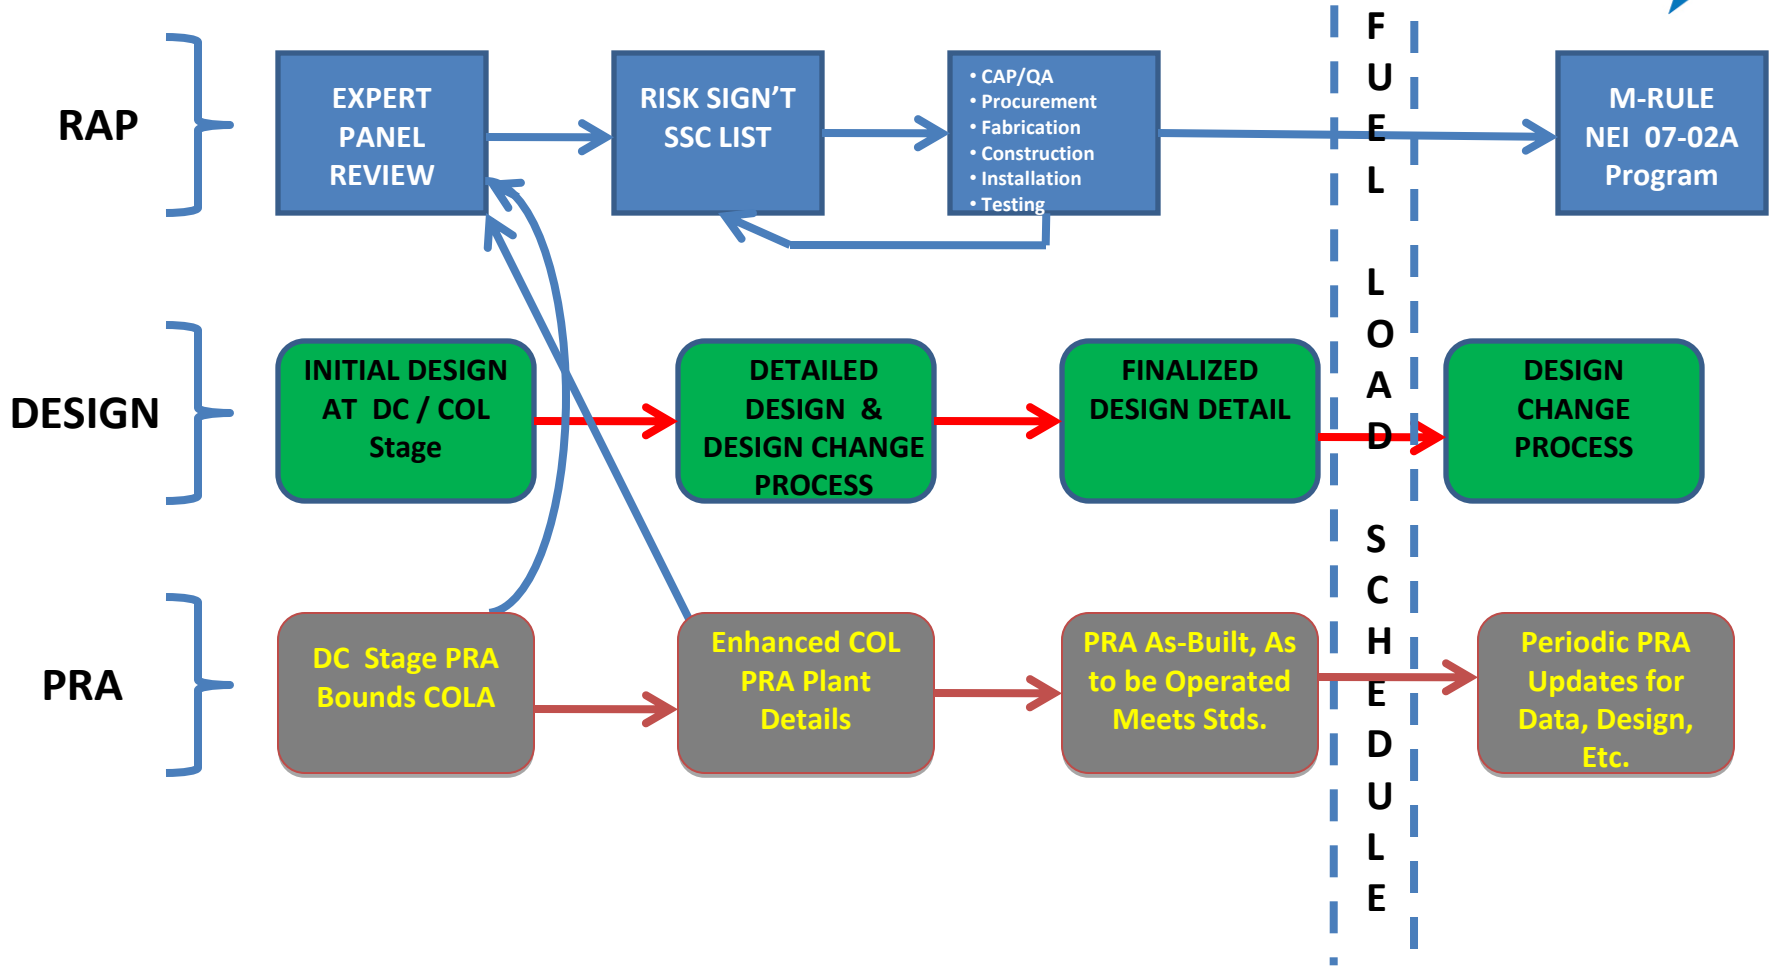 RAP
EXPERT
PANEL
REVIEW
RISK SIGN’T
SSC LIST
• CAP/QA
• Procurement
• Fabrication
• Construction
• Installation
• Testing
M-RULE
NEI 07-02A
Program
DESIGN
INITIAL DESIGN
AT DC / COL
Stage
DETAILED
DESIGN &
DESIGN CHANGE
PROCESS
FINALIZED
DESIGN DETAIL
DESIGN
CHANGE
PROCESS
PRA
DC Stage PRA
Bounds COLA
Enhanced COL
PRA Plant
Details
PRA As-Built, As
to be Operated
Meets Stds.
Periodic PRA
Updates for
Data, Design,
Etc.
FUEL LOAD SCHEDULE